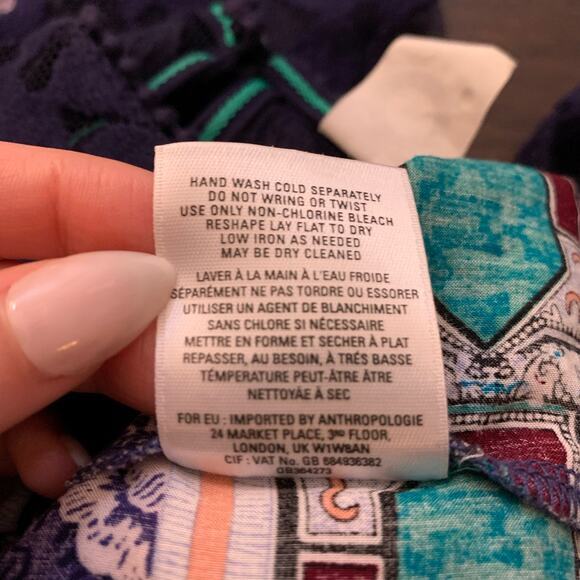 HAND WASH COLD SEPARATELY
DO NOT WRING OR TWIST
USE ONLY NON-CHLORINE BLEACH
RESHAPE LAY FLAT TO DRY
LOW IRON AS NEEDED
MAY BE DRY CLEANED
LAVER À LA MAIN À L'EAU FROIDE
SÉPARÉMENT NE PAS TORDRE OU ESSORER
UTILISER UN AGENT DE BLANCHIMENT
SANS CHLORE SI NÉCESSAIRE
METTRE EN FORME ET SECHER À PLAT
REPASSER, AU BESOIN, À TRÉS BASSE
TÉMPERATURE PEUT-ÂTRE ÂTRE
NETTOYÀE À SEC
FOR EU : IMPORTED BY ANTHROPOLOGIE
24 MARKET PLACE, 3RD FLOOR,
LONDON, UK W1W8AN
CIF : VAT No. GB 684936382
GB364273